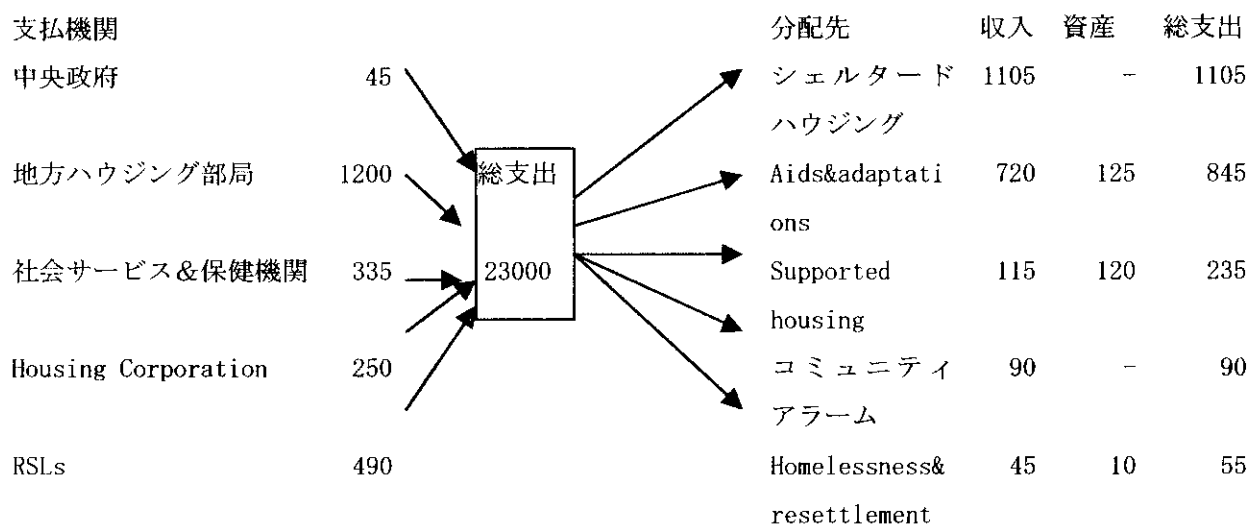 支払機関 分配先 収入 資産 総支出
中央政府 45 シェルタード 1105 - 1105
ハウジング
地方ハウジング部局 1200 総支出 Aids&adaptati 720 125 845
ons
社会サービス&保健機関 335 23000 Supported 115 120 235
housing
Housing Corporation 250 コミュニティ 90 - 90
アラーム
RSLs 490 Homelessness& 45 10 55
resettlement